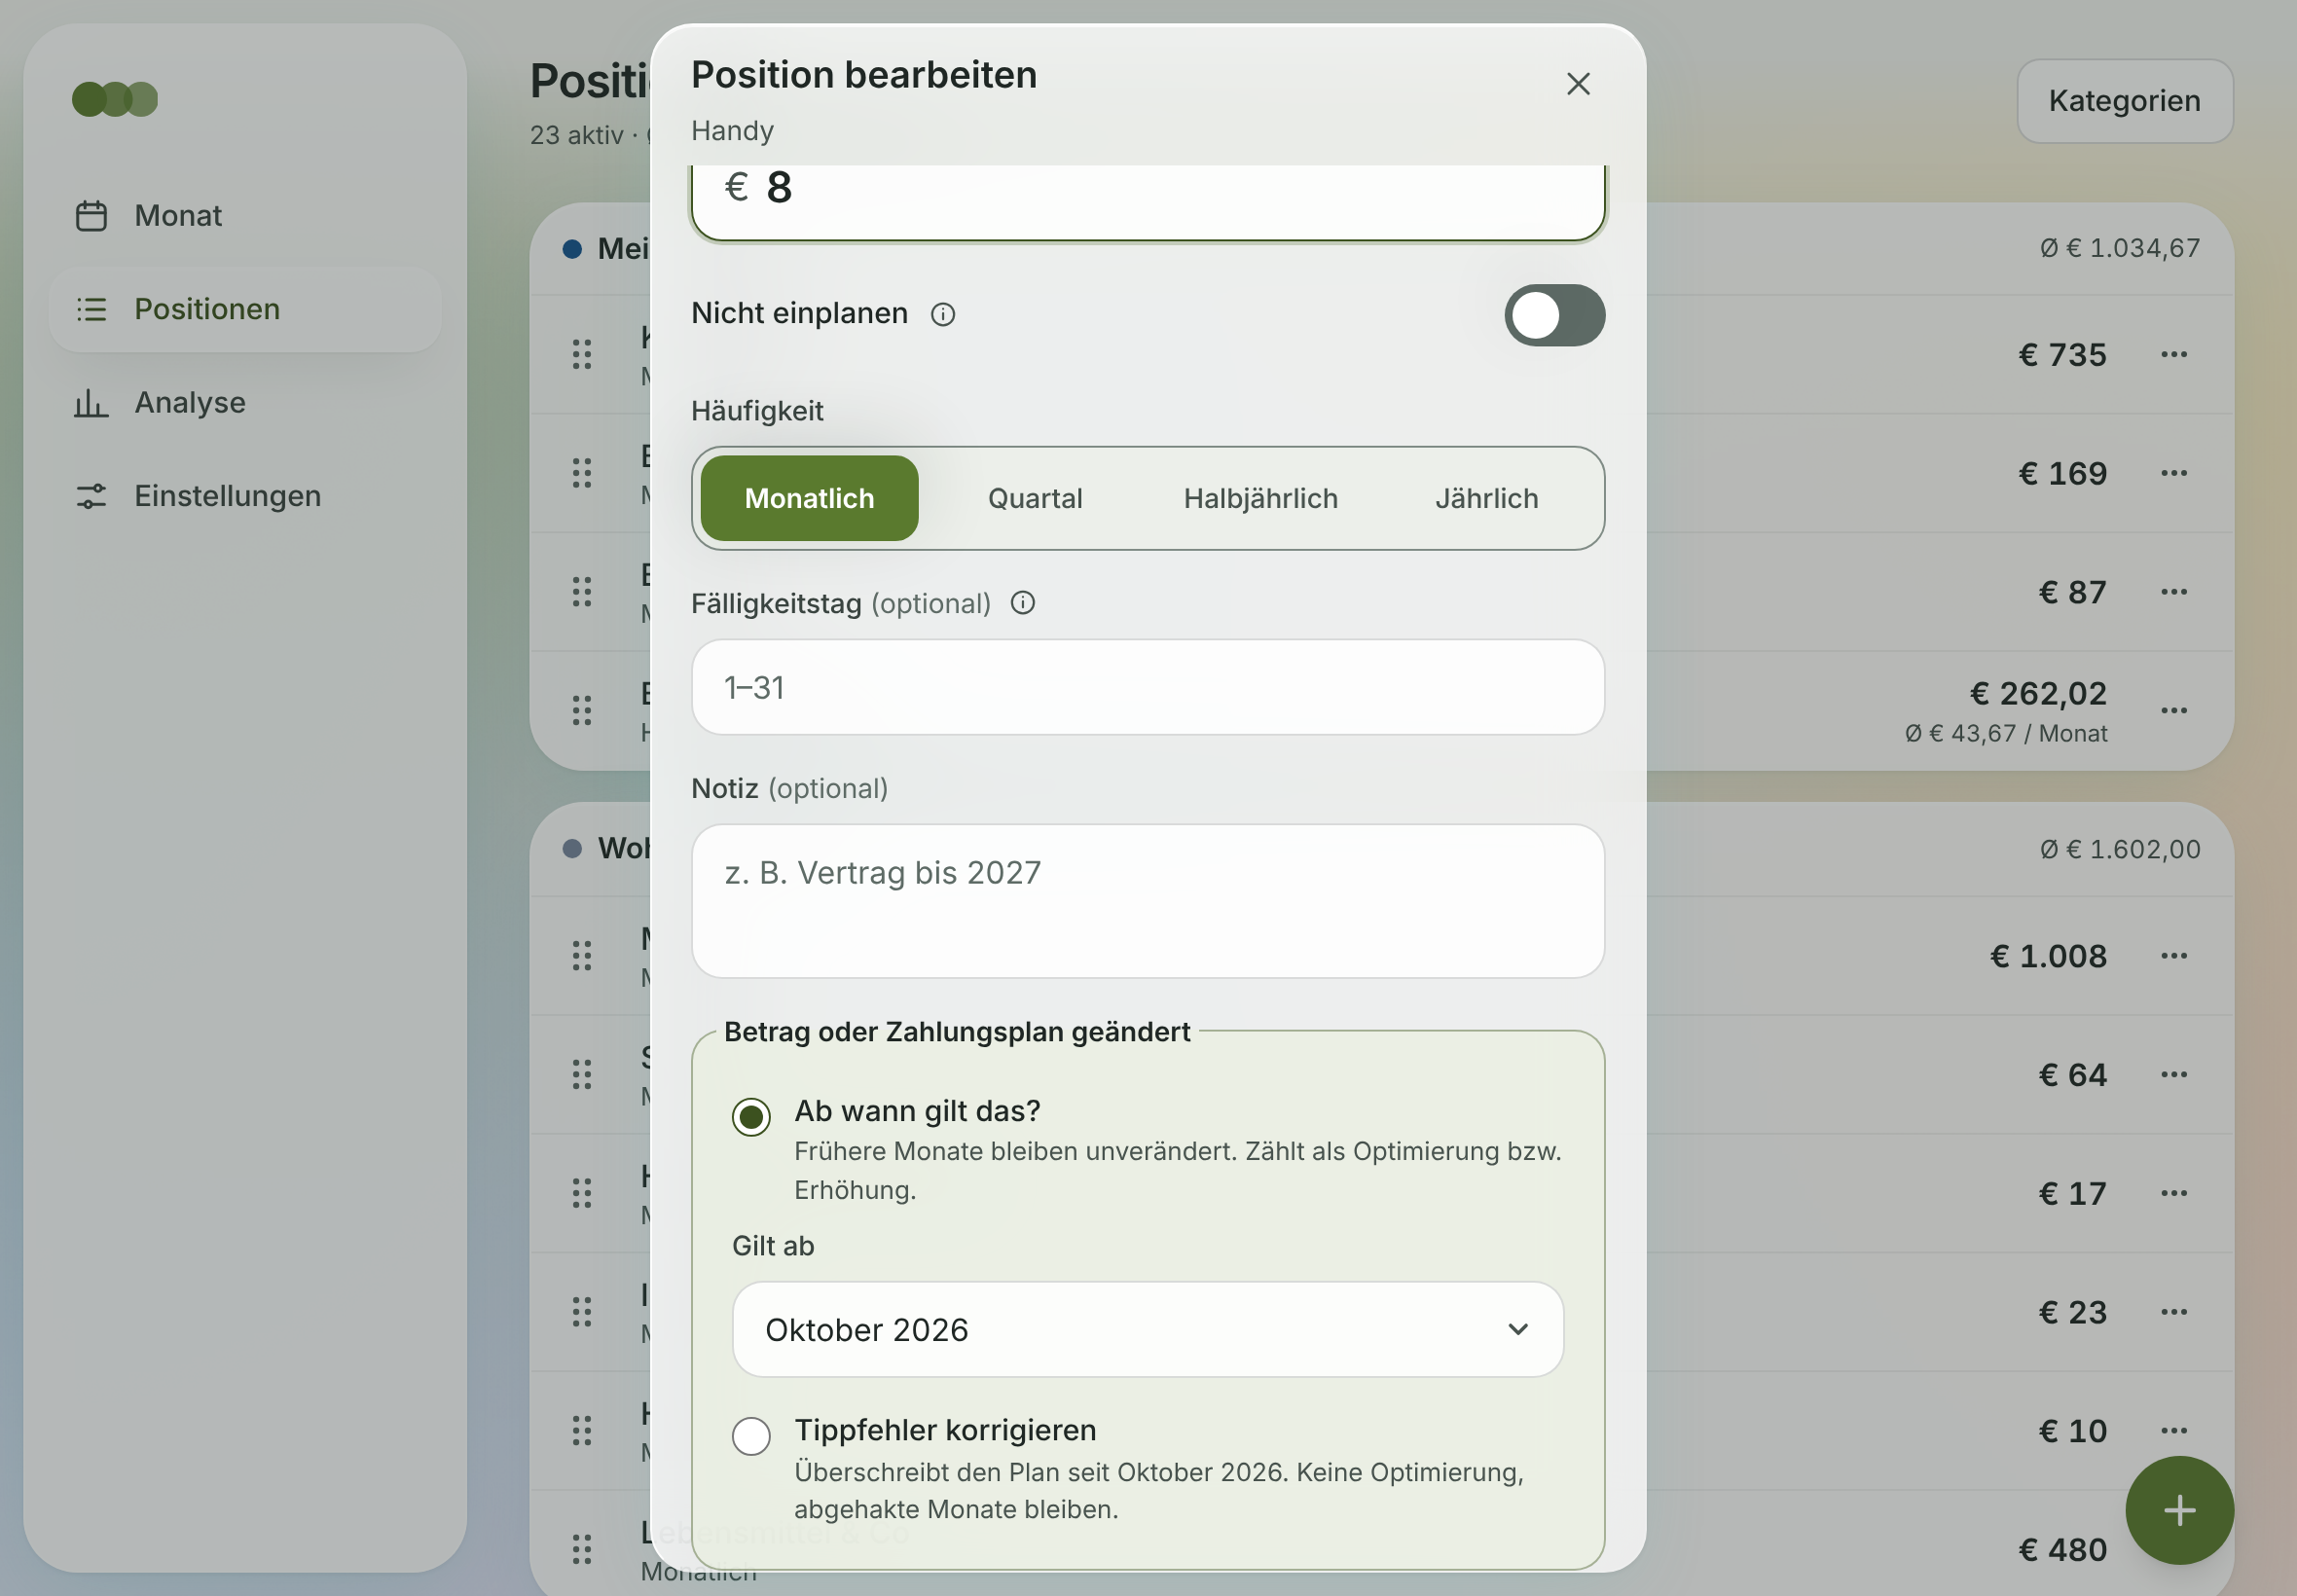 Monat
Positionen
Analyse
Einstellungen
23 aktiv ·
Kategorien
Ø € 1.034,67
€ 735
€ 169
€ 87
€ 262,02
Ø € 43,67 / Monat
Ø € 1.602,00
€ 1.008
€ 64
€ 17
€ 23
€ 10
€ 480
Lebensmittel & Co
Monatlich
Position bearbeiten
Handy
€ 8
Nicht einplanen
Häufigkeit
Monatlich Quartal Halbjährlich Jährlich
Fälligkeitstag (optional)
1–31
Notiz (optional)
z. B. Vertrag bis 2027
Betrag oder Zahlungsplan geändert
Ab wann gilt das?
Frühere Monate bleiben unverändert. Zählt als Optimierung bzw.
Erhöhung.
Gilt ab
Oktober 2026
Tippfehler korrigieren
Überschreibt den Plan seit Oktober 2026. Keine Optimierung,
abgehakte Monate bleiben.